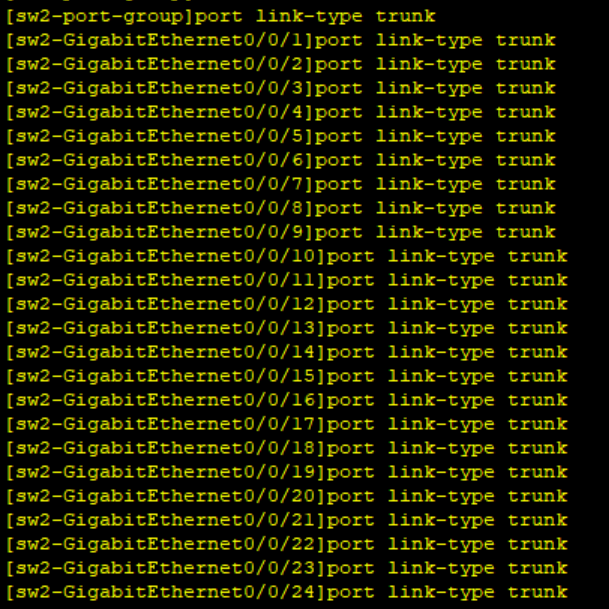 [sw2-port-group]port link-type trunk
[sw2-GigabitEthernet0/0/1]port link-type trunk
[sw2-GigabitEthernet0/0/2]port link-type trunk
[sw2-GigabitEthernet0/0/3]port link-type trunk
[sw2-GigabitEthernet0/0/4]port link-type trunk
[sw2-GigabitEthernet0/0/5]port link-type trunk
[sw2-GigabitEthernet0/0/6]port link-type trunk
[sw2-GigabitEthernet0/0/7]port link-type trunk
[sw2-GigabitEthernet0/0/8]port link-type trunk
[sw2-GigabitEthernet0/0/9]port link-type trunk
[sw2-GigabitEthernet0/0/10]port link-type trunk
[sw2-GigabitEthernet0/0/11]port link-type trunk
[sw2-GigabitEthernet0/0/12]port link-type trunk
[sw2-GigabitEthernet0/0/13]port link-type trunk
[sw2-GigabitEthernet0/0/14]port link-type trunk
[sw2-GigabitEthernet0/0/15]port link-type trunk
[sw2-GigabitEthernet0/0/16]port link-type trunk
[sw2-GigabitEthernet0/0/17]port link-type trunk
[sw2-GigabitEthernet0/0/18]port link-type trunk
[sw2-GigabitEthernet0/0/19]port link-type trunk
[sw2-GigabitEthernet0/0/20]port link-type trunk
[sw2-GigabitEthernet0/0/21]port link-type trunk
[sw2-GigabitEthernet0/0/22]port link-type trunk
[sw2-GigabitEthernet0/0/23]port link-type trunk
[sw2-GigabitEthernet0/0/24]port link-type trunk